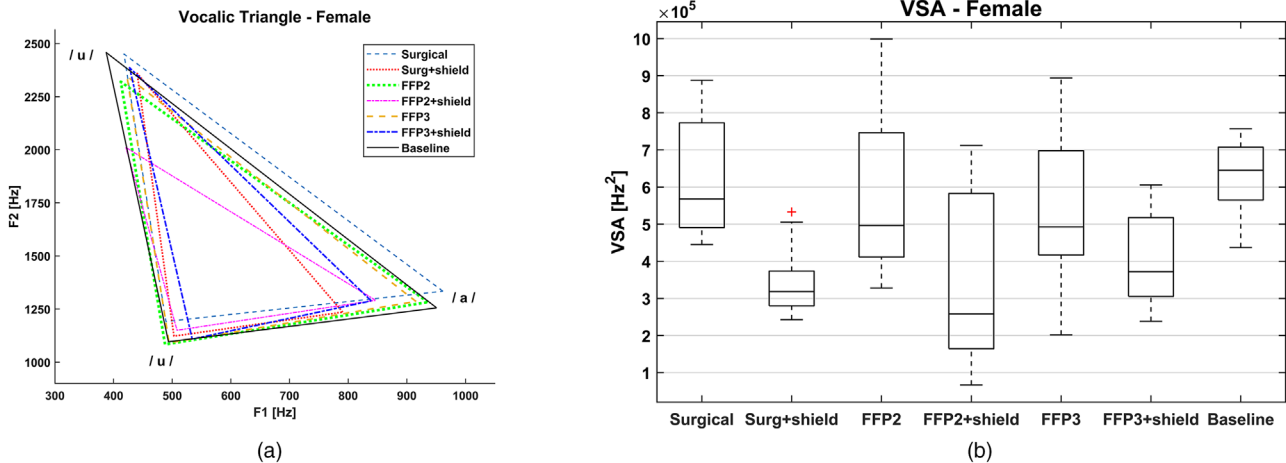 Vocalic Triangle - Female
2500
2250
2000
1750
1500
1250
1000
F2 [Hz]
300 400 500 600 700 800 900 1000
F1 [Hz]
/ u /
/ a /
/ u /
Surgical
Surg+shield
FFP2
FFP2+shield
FFP3
FFP3+shield
Baseline
(a)
VSA - Female
×10⁵
10
9
8
7
6
5
4
3
2
1
VSA [Hz²]
Surgical Surg+shield FFP2 FFP2+shield FFP3 FFP3+shield Baseline
(b)